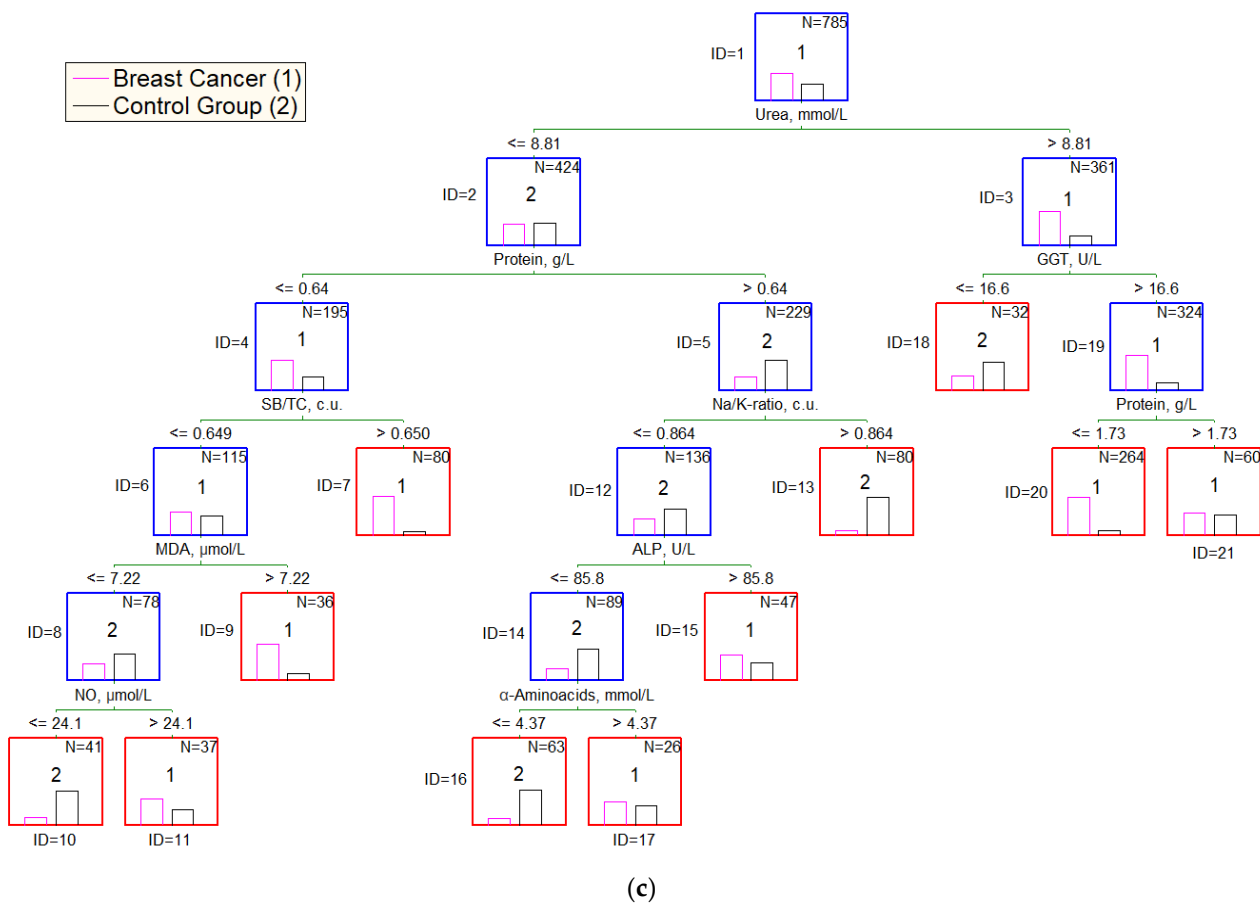 N=785
ID=1
1
Breast Cancer (1)
Control Group (2)
Urea, mmol/L
<= 8.81
> 8.81
N=424
ID=2
2
N=361
ID=3
1
Protein, g/L
GGT, U/L
<= 0.64
> 0.64
<= 16.6
> 16.6
N=195
ID=4
1
N=229
ID=5
2
N=32
ID=18
2
N=324
ID=19
1
SB/TC, c.u.
Na/K-ratio, c.u.
Protein, g/L
<= 0.649
> 0.650
<= 0.864
> 0.864
<= 1.73
> 1.73
N=115
ID=6
1
N=80
ID=7
1
N=136
ID=12
2
N=80
ID=13
2
N=264
ID=20
1
N=60
1
ID=21
MDA, µmol/L
ALP, U/L
<= 7.22
> 7.22
<= 85.8
> 85.8
N=78
ID=8
2
N=36
ID=9
1
N=89
ID=14
2
N=47
ID=15
1
NO, µmol/L
α-Aminoacids, mmol/L
<= 24.1
> 24.1
<= 4.37
> 4.37
N=41
2
N=37
1
N=63
ID=16
2
N=26
1
ID=10
ID=11
ID=17
(c)